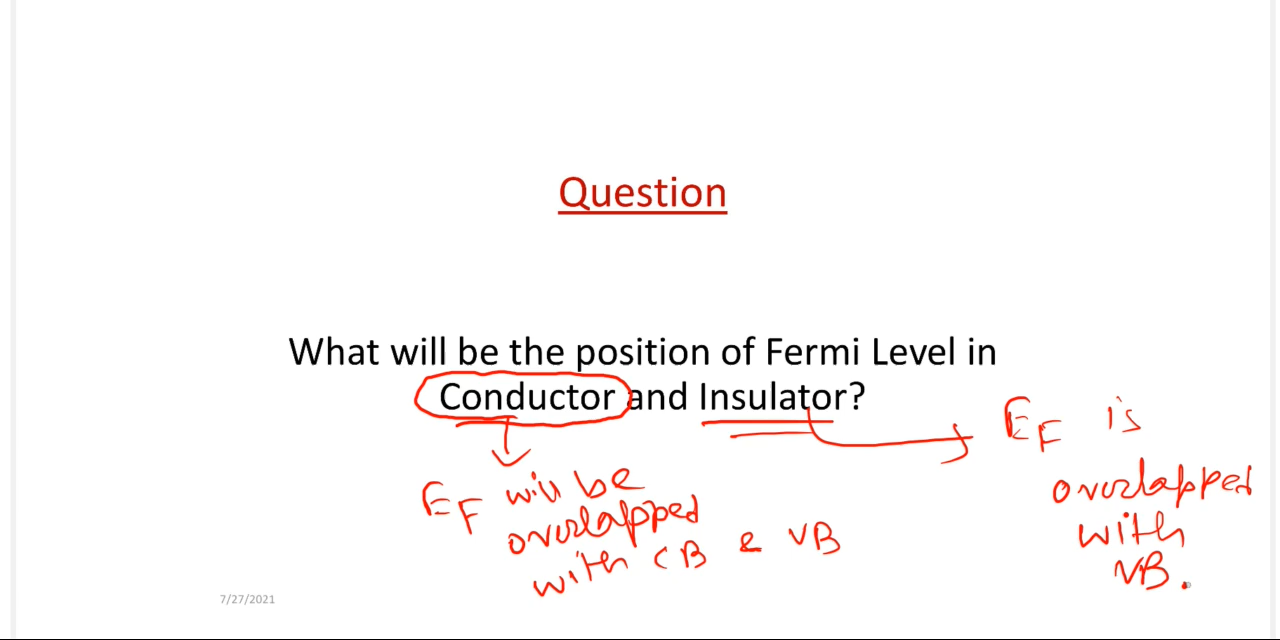 Question
What will be the position of Fermi Level in
Conductor and Insulator?
EF will be
overlapped
with CB & VB
EF is
overlapped
with
VB.
7/27/2021